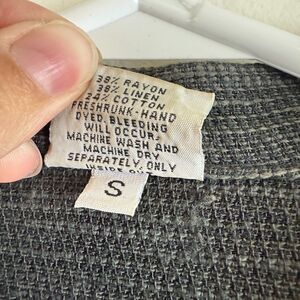 38% RAYON
38% LINEN
24% COTTON
PRESHRUNK-HAND
DYED. BLEEDING
WILL OCCUR.
MACHINE WASH AND
MACHINE DRY
SEPARATELY. ONLY
S